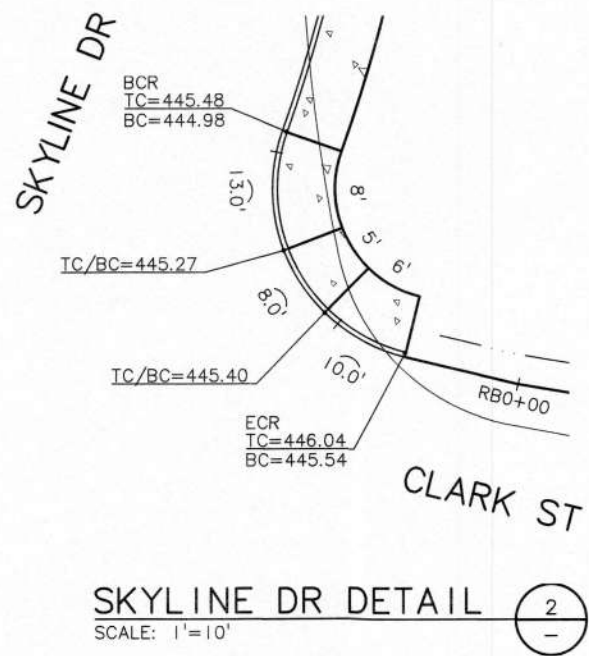 SKYLINE DR
BCR
TC=445.48
BC=444.98
13.0'
8'
5'
6'
TC/BC=445.27
8.0'
TC/BC=445.40
10.0'
RB0+00
ECR
TC=446.04
BC=445.54
CLARK ST
SKYLINE DR DETAIL
2
–
SCALE: 1'=10'